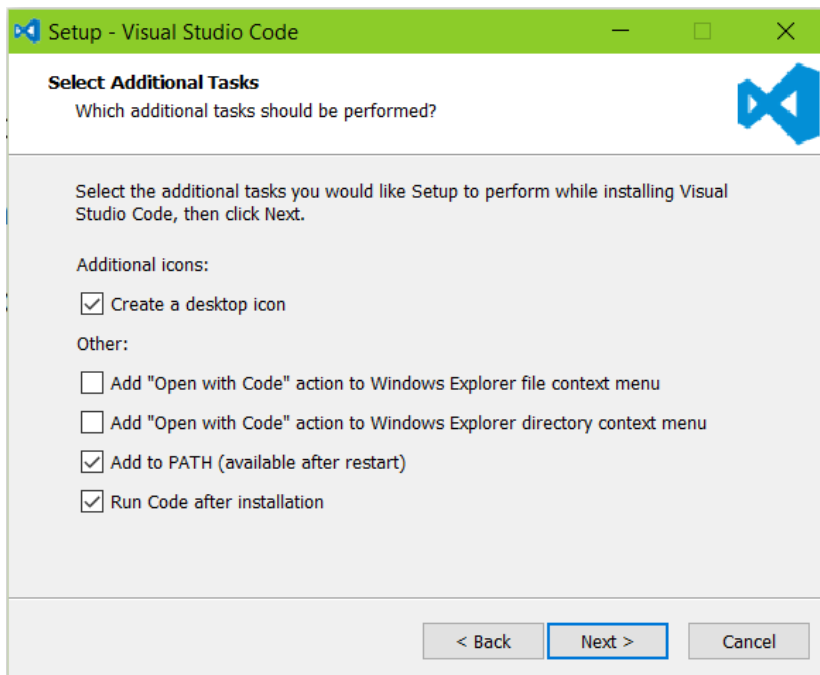 Setup - Visual Studio Code
Select Additional Tasks
Which additional tasks should be performed?
Select the additional tasks you would like Setup to perform while installing Visual
Studio Code, then click Next.
Additional icons:
Create a desktop icon
Other:
Add "Open with Code" action to Windows Explorer file context menu
Add "Open with Code" action to Windows Explorer directory context menu
Add to PATH (available after restart)
Run Code after installation
< Back Next > Cancel